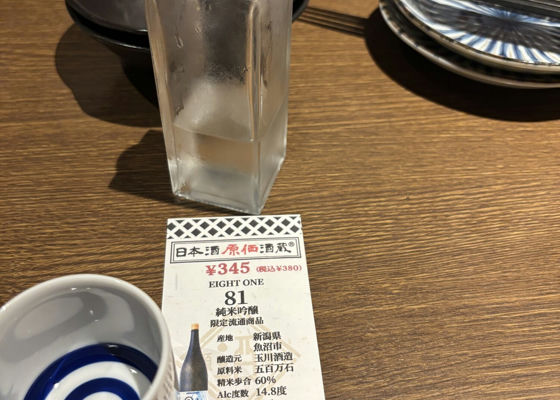 日本酒原価酒蔵®
¥345（税込¥380）
EIGHT ONE
81
純米吟醸
限定流通商品
産地 新潟県
魚沼市
醸造元 玉川酒造
原料米 五百万石
精米歩合 60%
Alc度数 14.8度